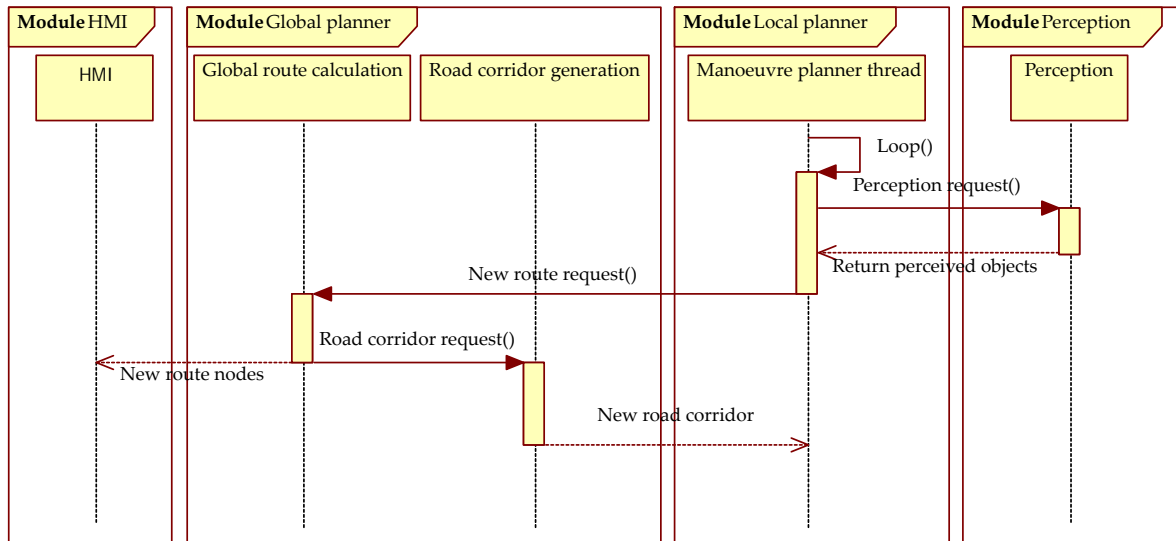 Module HMI
Module Global planner
Module Local planner
Module Perception
HMI
Global route calculation
Road corridor generation
Manoeuvre planner thread
Perception
Loop()
Perception request()
Return perceived objects
New route request()
Road corridor request()
New route nodes
New road corridor